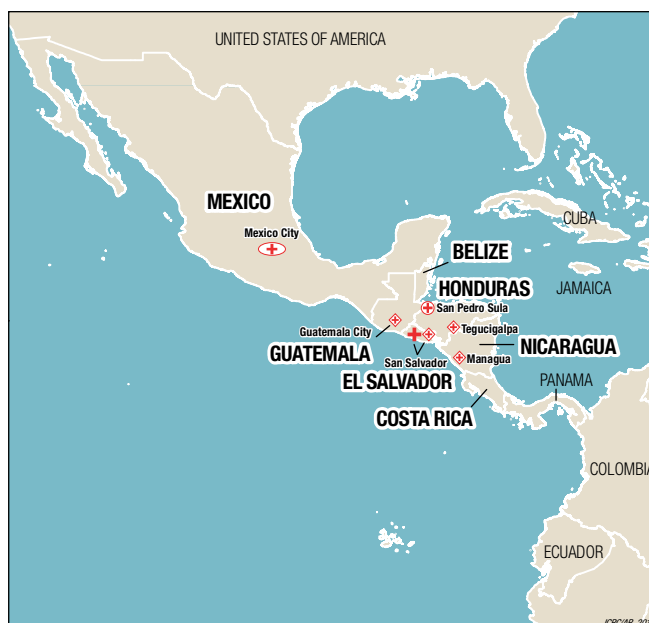 UNITED STATES OF AMERICA
MEXICO
Mexico City
CUBA
BELIZE
JAMAICA
HONDURAS
San Pedro Sula
Guatemala City
Tegucigalpa
GUATEMALA
NICARAGUA
San Salvador
Managua
EL SALVADOR
PANAMA
COSTA RICA
COLOMBIA
ECUADOR